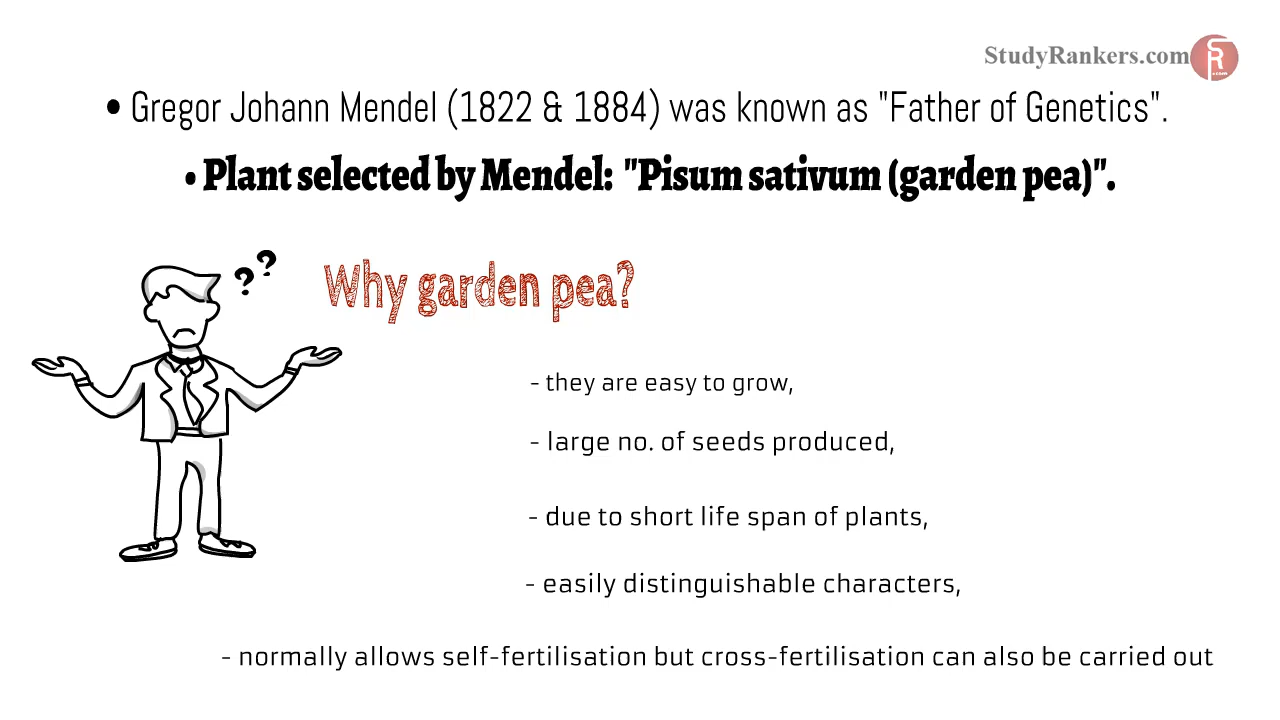 StudyRankers.com
SR
.com
• Gregor Johann Mendel (1822 & 1884) was known as "Father of Genetics".
• Plant selected by Mendel: "Pisum sativum (garden pea)".
??
Why garden pea?
- they are easy to grow,
- large no. of seeds produced,
- due to short life span of plants,
- easily distinguishable characters,
- normally allows self-fertilisation but cross-fertilisation can also be carried out